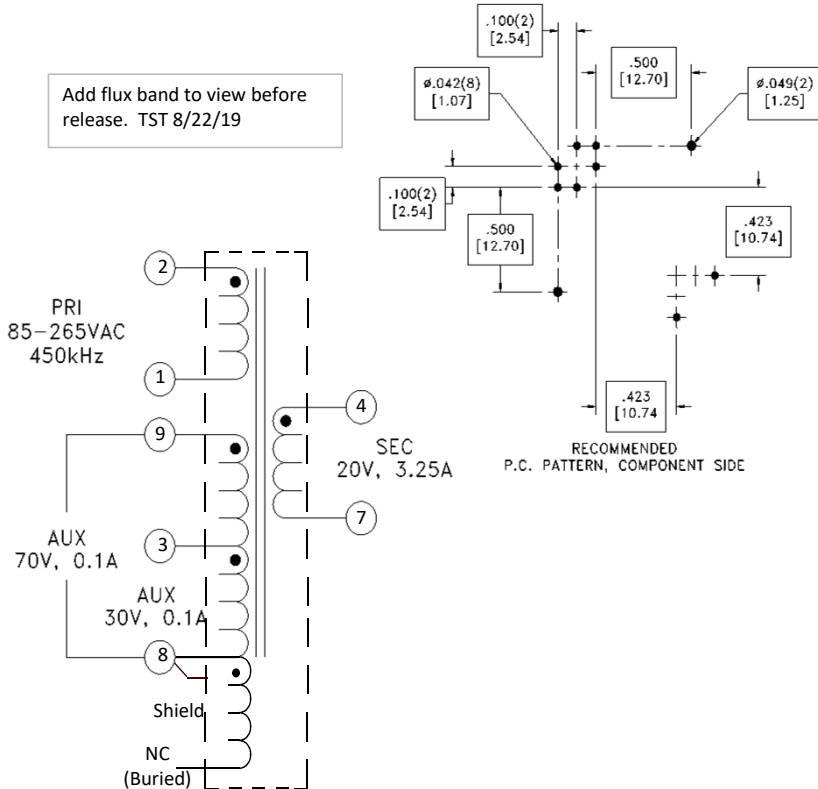 Add flux band to view before
release. TST 8/22/19
.100(2)
[2.54]
.500
[12.70]
ø.042(8)
[1.07]
ø.049(2)
[1.25]
.100(2)
[2.54]
.500
[12.70]
.423
[10.74]
.423
[10.74
RECOMMENDED
P.C. PATTERN, COMPONENT SIDE
2
PRI
85-265VAC
450kHz
1
4
9
SEC
20V, 3.25A
7
3
AUX
70V, 0.1A
AUX
30V, 0.1A
8
Shield
NC
(Buried)